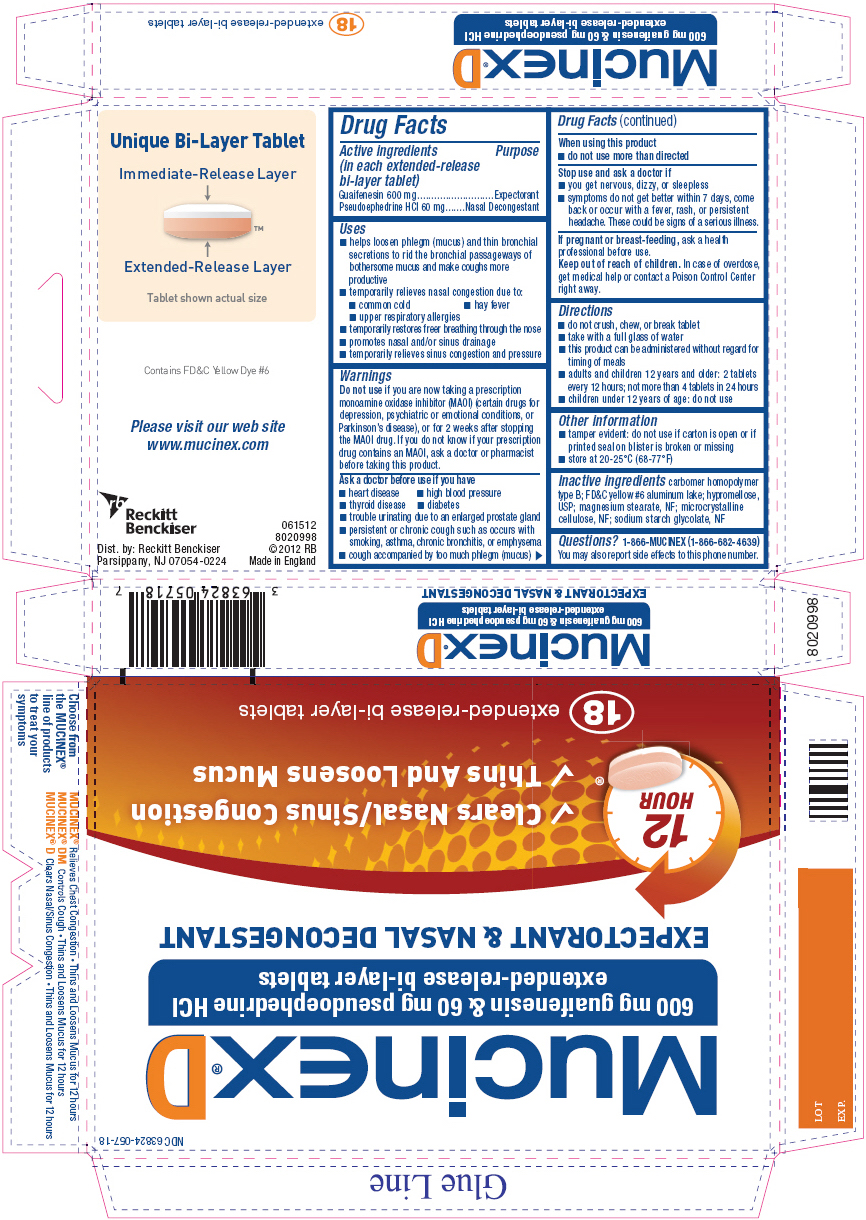 18 extended-release bi-layer tablets
Mucinex® D
600 mg guaifenesin & 60 mg pseudoephedrine HCl
extended-release bi-layer tablets
Unique Bi-Layer Tablet
Immediate-Release Layer
TM
Extended-Release Layer
Tablet shown actual size
Contains FD&C Yellow Dye #6
Please visit our web site
www.mucinex.com
rb
Reckitt
Benckiser
Dist. by: Reckitt Benckiser
Parsippany, NJ 07054-0224
061512
8020998
©2012 RB
Made in England
Drug Facts
Active Ingredients Purpose
(in each extended-release
bi-layer tablet)
Guaifenesin 600 mg..........................Expectorant
Pseudoephedrine HCl 60 mg.......Nasal Decongestant
Uses
■ helps loosen phlegm (mucus) and thin bronchial
secretions to rid the bronchial passageways of
bothersome mucus and make coughs more
productive
■ temporarily relieves nasal congestion due to:
■ common cold ■ hay fever
■ upper respiratory allergies
■ temporarily restores freer breathing through the nose
■ promotes nasal and/or sinus drainage
■ temporarily relieves sinus congestion and pressure
Warnings
Do not use if you are now taking a prescription
monoamine oxidase inhibitor (MAOI) (certain drugs for
depression, psychiatric or emotional conditions, or
Parkinson's disease), or for 2 weeks after stopping
the MAOI drug. If you do not know if your prescription
drug contains an MAOI, ask a doctor or pharmacist
before taking this product.
Ask a doctor before use if you have
■ heart disease ■ high blood pressure
■ thyroid disease ■ diabetes
■ trouble urinating due to an enlarged prostate gland
■ persistent or chronic cough such as occurs with
smoking, asthma, chronic bronchitis, or emphysema
■ cough accompanied by too much phlegm (mucus) ▶
Drug Facts (continued)
When using this product
■ do not use more than directed
Stop use and ask a doctor if
■ you get nervous, dizzy, or sleepless
■ symptoms do not get better within 7 days, come
back or occur with a fever, rash, or persistent
headache. These could be signs of a serious illness.
If pregnant or breast-feeding, ask a health
professional before use.
Keep out of reach of children. In case of overdose,
get medical help or contact a Poison Control Center
right away.
Directions
■ do not crush, chew, or break tablet
■ take with a full glass of water
■ this product can be administered without regard for
timing of meals
■ adults and children 12 years and older: 2 tablets
every 12 hours; not more than 4 tablets in 24 hours
■ children under 12 years of age: do not use
Other information
■ tamper evident: do not use if carton is open or if
printed seal on blister is broken or missing
■ store at 20-25°C (68-77°F)
Inactive ingredients carbomer homopolymer
type B; FD&C yellow #6 aluminum lake; hypromellose,
USP; magnesium stearate, NF; microcrystalline
cellulose, NF; sodium starch glycolate, NF
Questions? 1-866-MUCINEX (1-866-682-4639)
You may also report side effects to this phone number.
3 63824 05718 7
Mucinex® D
600 mg guaifenesin & 60 mg pseudoephedrine HCl
extended-release bi-layer tablets
EXPECTORANT & NASAL DECONGESTANT
8020998
Choose from
the MUCINEX®
line of products
to treat your
symptoms
MUCINEX® Relieves Chest Congestion • Thins and Loosens Mucus for 12 hours
MUCINEX® DM Controls Cough • Thins and Loosens Mucus for 12 hours
MUCINEX® D Clears Nasal/Sinus Congestion • Thins and Loosens Mucus for 12 hours
NDC 63824-057-18
Mucinex® D
600 mg guaifenesin & 60 mg pseudoephedrine HCl
extended-release bi-layer tablets
EXPECTORANT & NASAL DECONGESTANT
12
HOUR
®
✓ Clears Nasal/Sinus Congestion
✓ Thins And Loosens Mucus
18 extended-release bi-layer tablets
LOT
EXP.
Glue Line